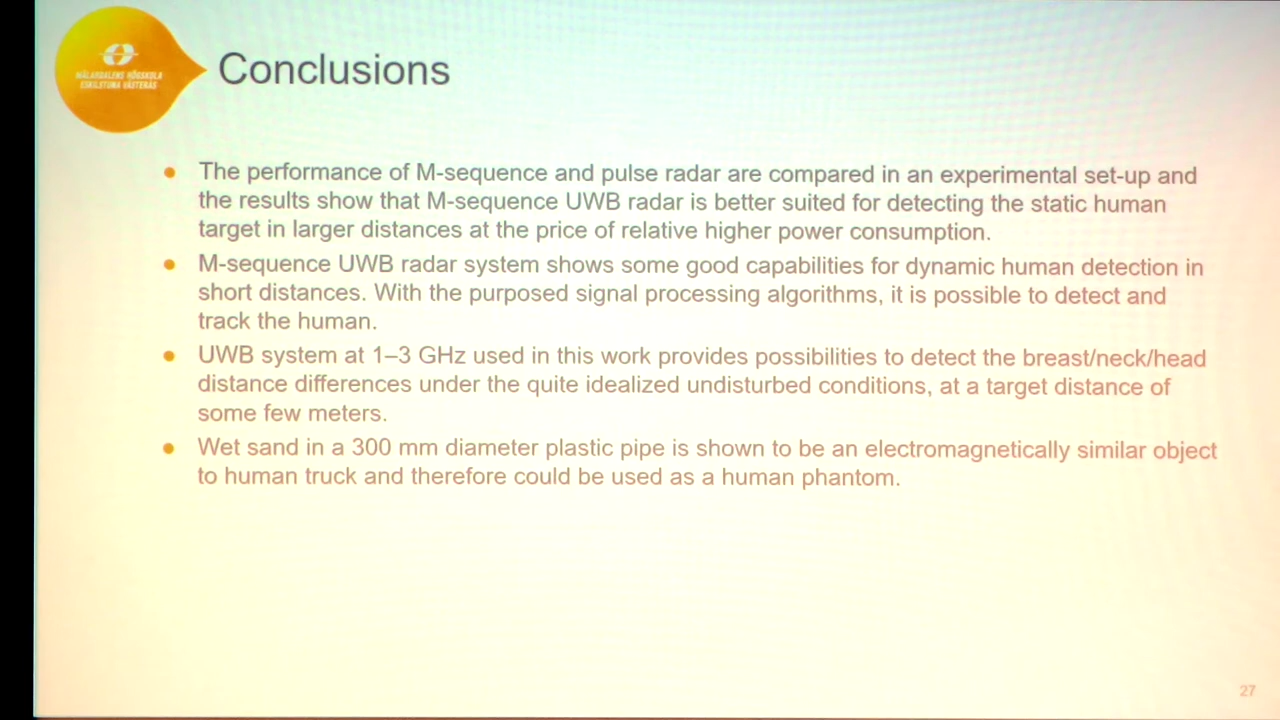 MÄLARDALENS HÖGSKOLA
ESKILSTUNA VÄSTERÅS
Conclusions
The performance of M-sequence and pulse radar are compared in an experimental set-up and
the results show that M-sequence UWB radar is better suited for detecting the static human
target in larger distances at the price of relative higher power consumption.
M-sequence UWB radar system shows some good capabilities for dynamic human detection in
short distances. With the purposed signal processing algorithms, it is possible to detect and
track the human.
UWB system at 1–3 GHz used in this work provides possibilities to detect the breast/neck/head
distance differences under the quite idealized undisturbed conditions, at a target distance of
some few meters.
Wet sand in a 300 mm diameter plastic pipe is shown to be an electromagnetically similar object
to human truck and therefore could be used as a human phantom.
27